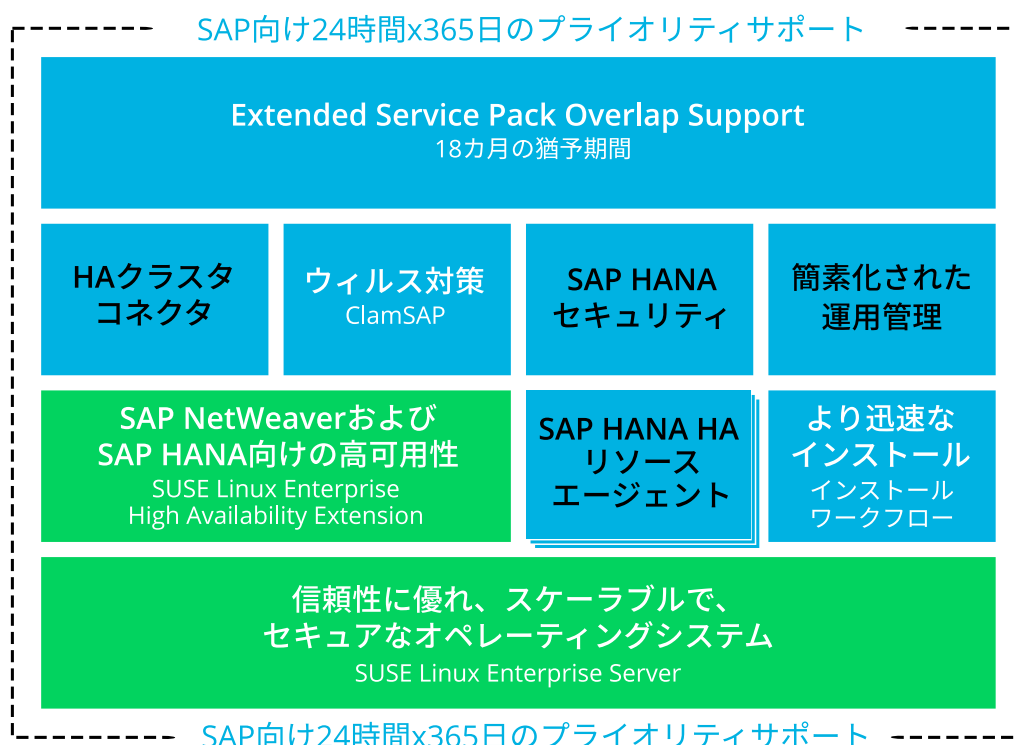 SAP向け24時間x365日のプライオリティサポート
Extended Service Pack Overlap Support
18カ月の猶予期間
HAクラスタ
コネクタ
ウィルス対策
ClamSAP
SAP HANA
セキュリティ
簡素化された
運用管理
SAP NetWeaverおよび
SAP HANA向けの高可用性
SUSE Linux Enterprise
High Availability Extension
SAP HANA HA
リソース
エージェント
より迅速な
インストール
インストール
ワークフロー
信頼性に優れ、スケーラブルで、
セキュアなオペレーティングシステム
SUSE Linux Enterprise Server
SAP向け24時間x365日のプライオリティサポート